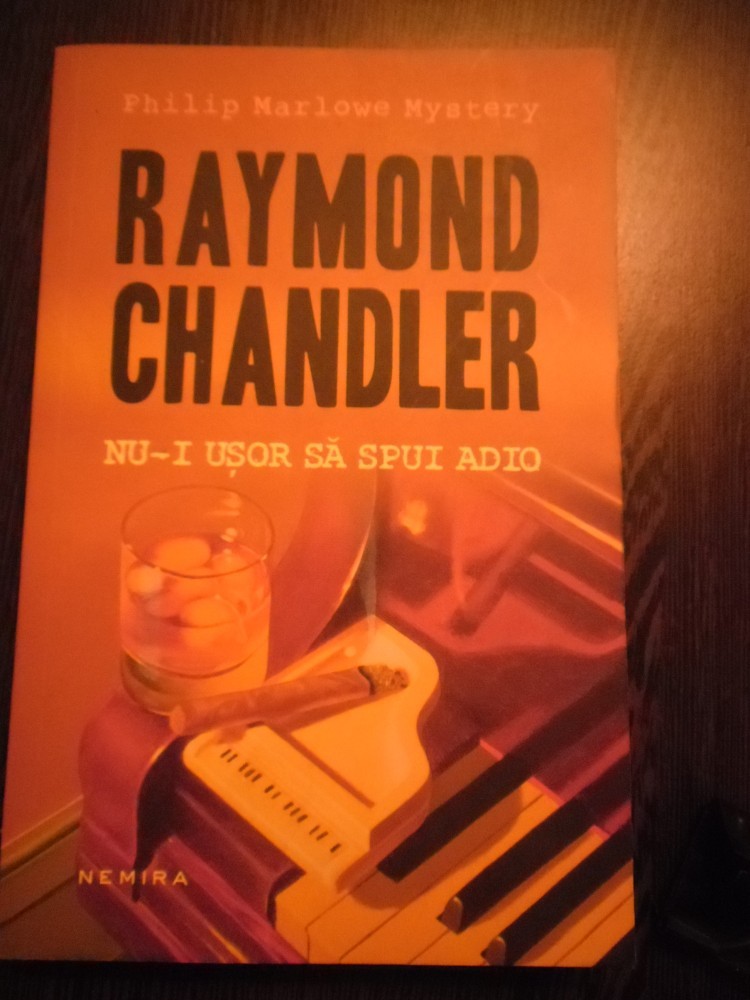 Philip Marlowe Mystery
RAYMOND
CHANDLER
NU-I UȘOR SĂ SPUI ADIO
NEMIRA